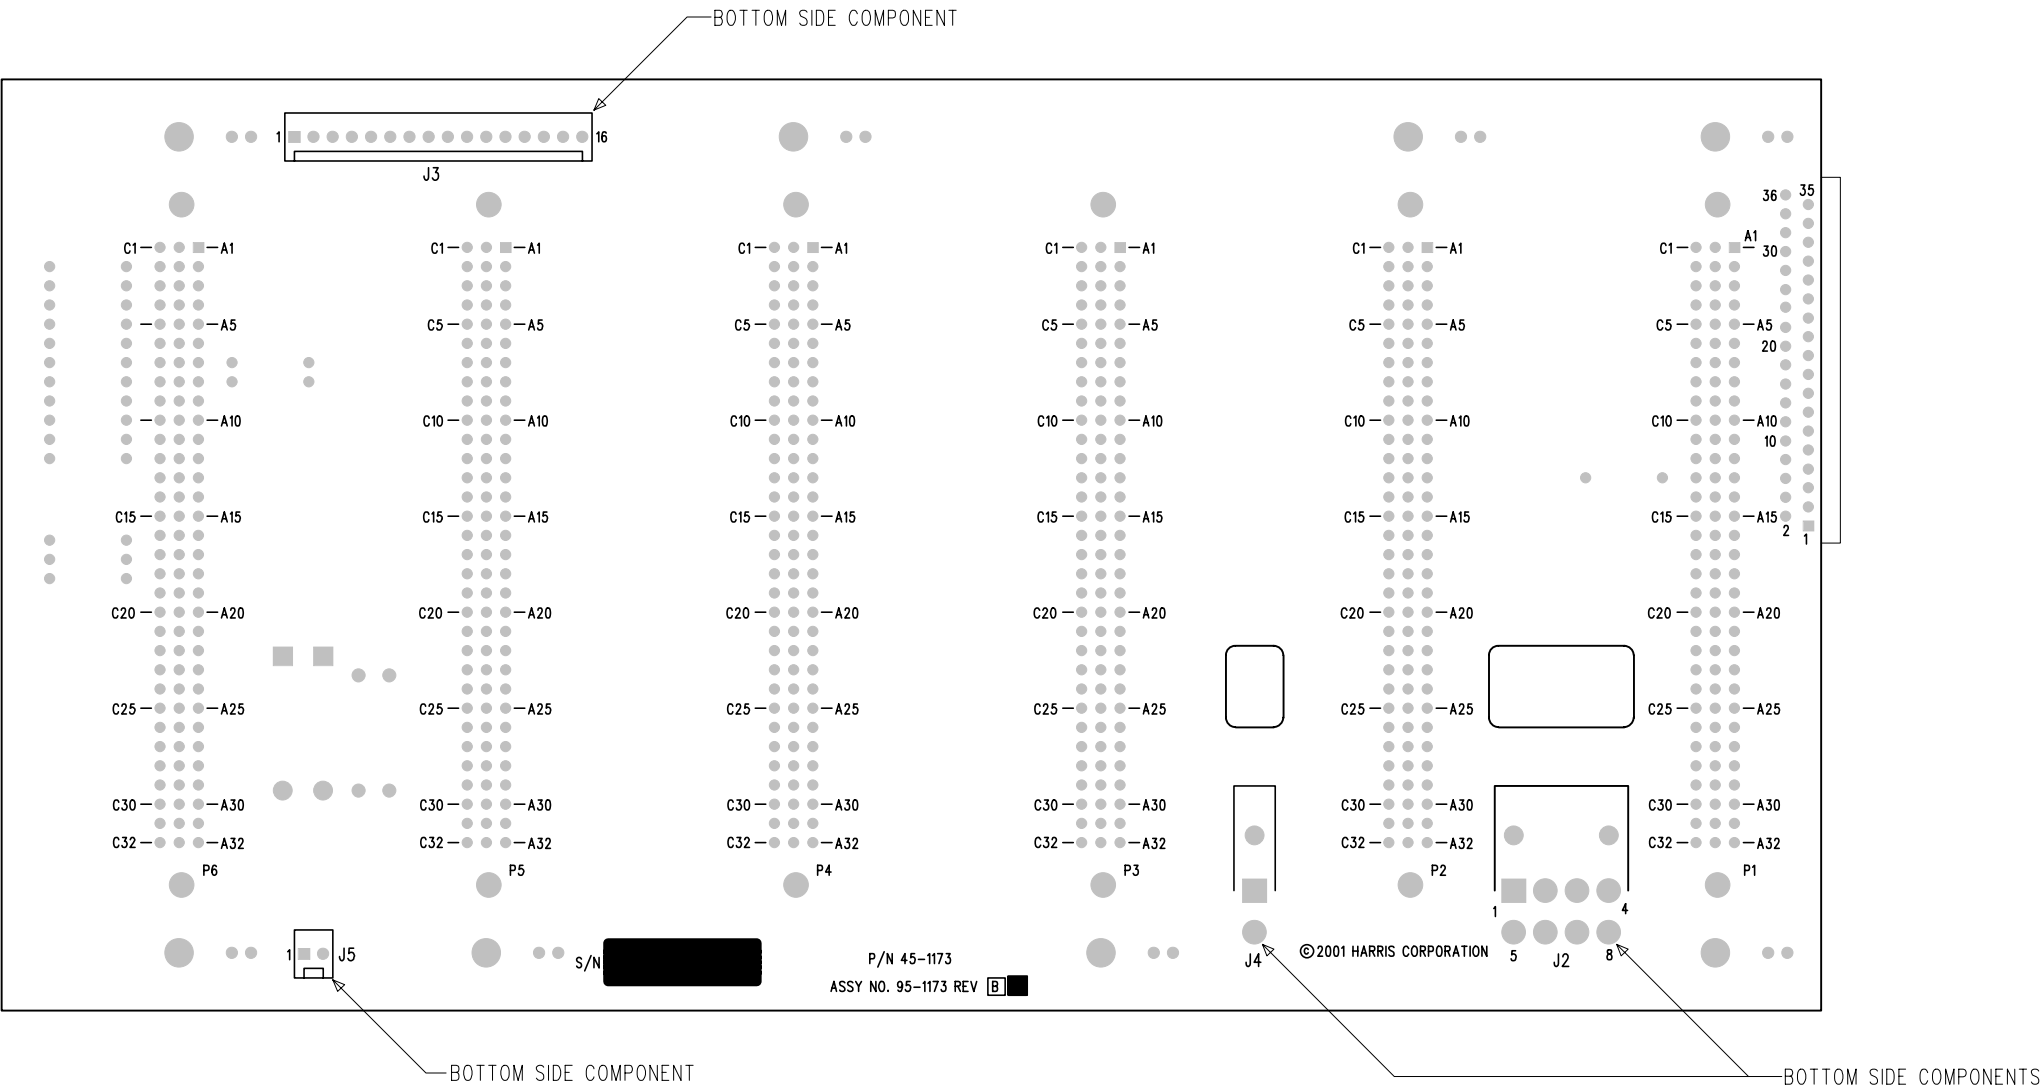 BOTTOM SIDE COMPONENT
1 16
J3
36 35
C1 A1 C1 A1 C1 A1 C1 A1 C1 A1 C1 A1 30
A5 C5 A5 C5 A5 C5 A5 C5 A5 C5 A5
20
A10 C10 A10 C10 A10 C10 A10 C10 A10 C10 A10
10
C15 A15 C15 A15 C15 A15 C15 A15 C15 A15 C15 A15
2 1
C20 A20 C20 A20 C20 A20 C20 A20 C20 A20 C20 A20
C25 A25 C25 A25 C25 A25 C25 A25 C25 A25 C25 A25
C30 A30 C30 A30 C30 A30 C30 A30 C30 A30 C30 A30
C32 A32 C32 A32 C32 A32 C32 A32 C32 A32 C32 A32
P6 P5 P4 P3 P2 P1
1 4
1 J5
S/N
P/N 45-1173
ASSY NO. 95-1173 REV B
J4
©2001 HARRIS CORPORATION
5 J2 8
BOTTOM SIDE COMPONENT
BOTTOM SIDE COMPONENTS